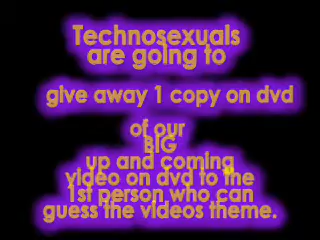 Technosexuals
are going to
give away 1 copy on dvd
of our
BIG
up and coming
video on dvd to the
1st person who can
guess the videos theme.